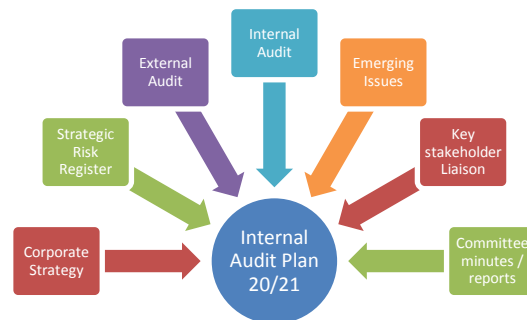 Internal
Audit
External
Audit
Emerging
Issues
Strategic
Risk
Register
Key
stakeholder
Liaison
Corporate
Strategy
Internal
Audit Plan
20/21
Committee
minutes /
reports